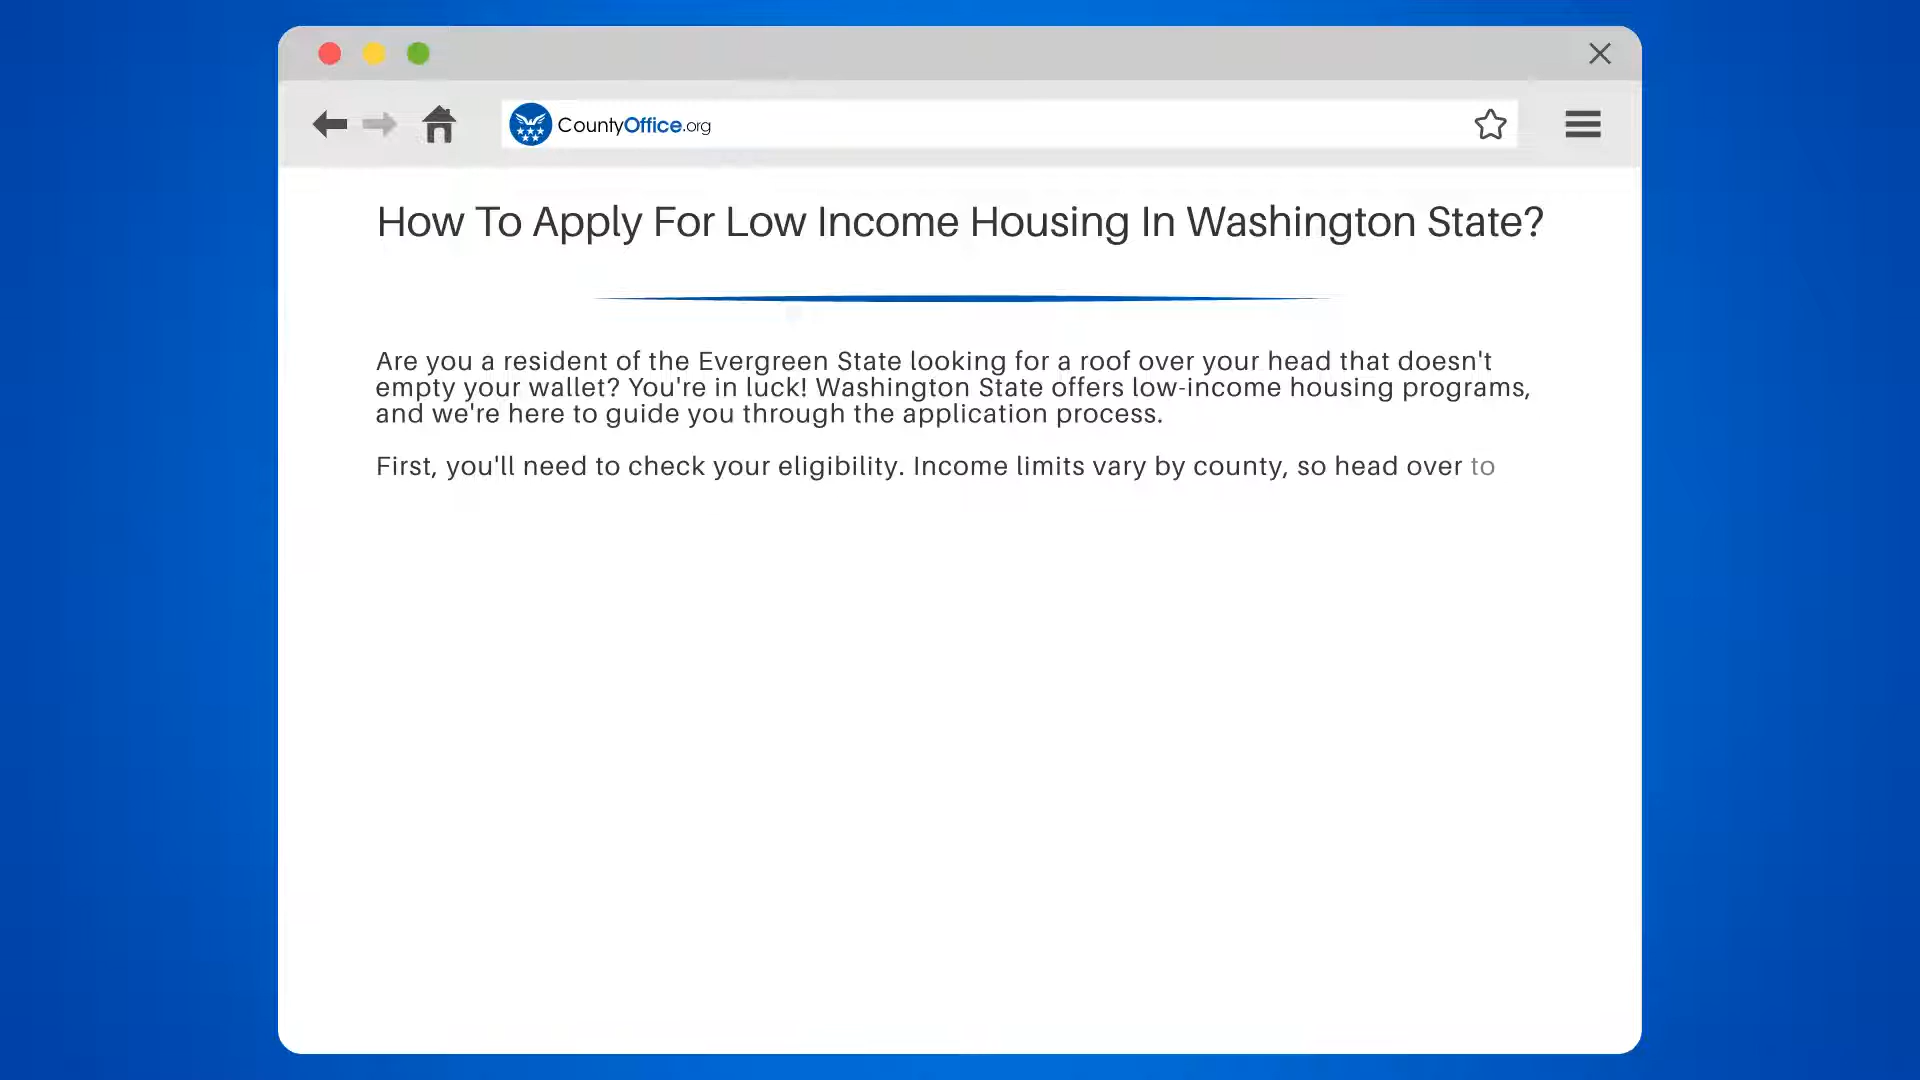 CountyOffice.org
How To Apply For Low Income Housing In Washington State?
Are you a resident of the Evergreen State looking for a roof over your head that doesn't
empty your wallet? You're in luck! Washington State offers low-income housing programs,
and we're here to guide you through the application process.
First, you'll need to check your eligibility. Income limits vary by county, so head over to